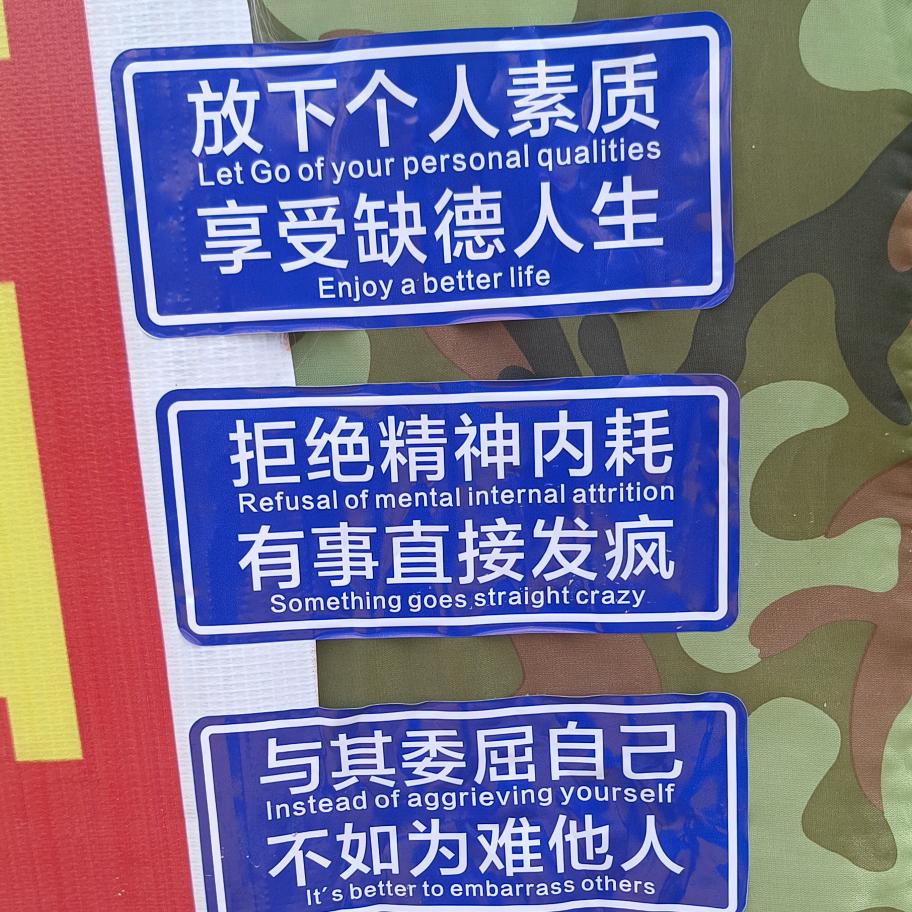 放下个人素质
Let Go of your personal qualities
享受缺德人生
Enjoy a better life
拒绝精神内耗
Refusal of mental internal attrition
有事直接发疯
Something goes straight crazy
与其委屈自己
Instead of aggrieving yourself
不如为难他人
It's better to embarrass others